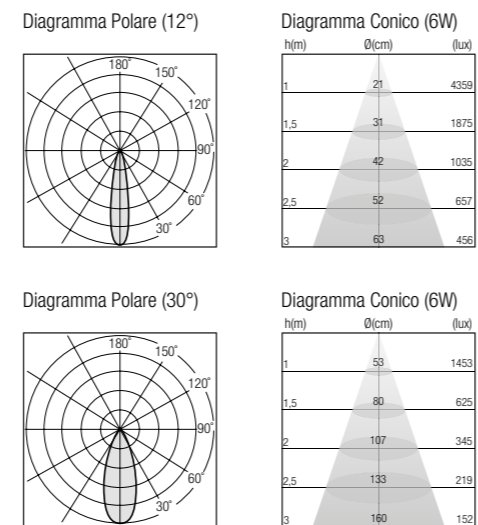 Diagramma Polare (12°)
180°
150°
120°
90°
60°
30°
Diagramma Conico (6W)
h(m) Ø(cm) (lux)
1 21 4359
1,5 31 1875
2 42 1035
2,5 52 657
3 63 456
Diagramma Polare (30°)
180°
150°
120°
90°
60°
30°
Diagramma Conico (6W)
h(m) Ø(cm) (lux)
1 53 1453
1,5 80 625
2 107 345
2,5 133 219
3 160 152